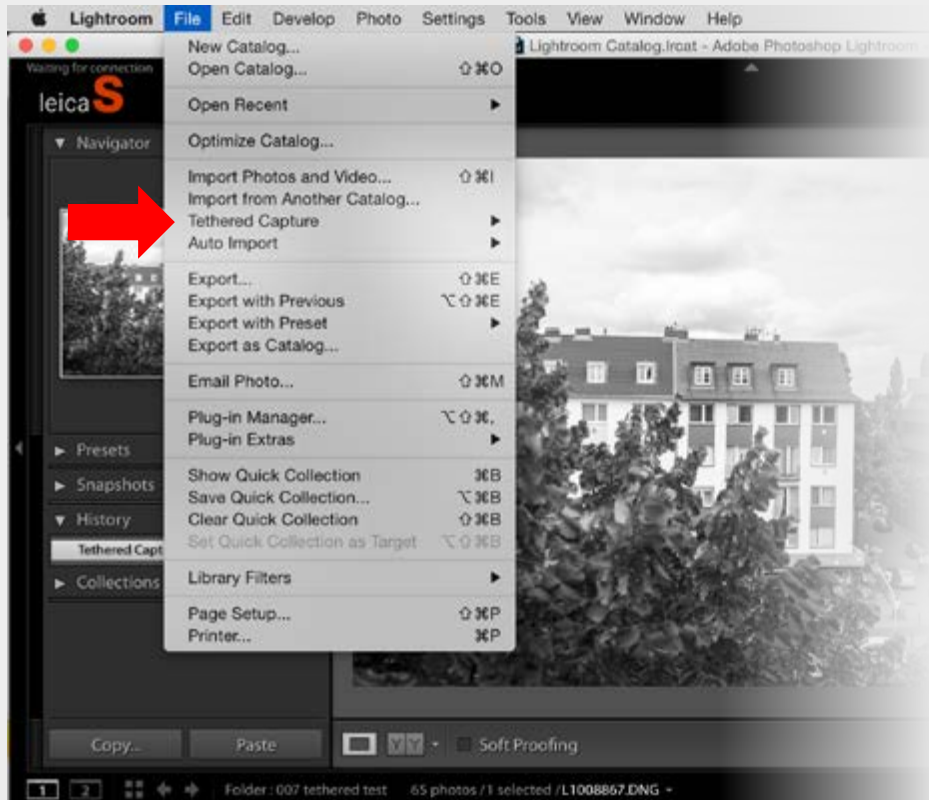 Lightroom File Edit Develop Photo Settings Tools View Window Help
Lightroom Catalog.lrcat - Adobe Photoshop Lightroom
Waiting for connection
leica S
Navigator
New Catalog...
Open Catalog... ⇧⌘O
Open Recent
Optimize Catalog...
Import Photos and Video... ⇧⌘I
Import from Another Catalog...
Tethered Capture
Auto Import
Export... ⇧⌘E
Export with Previous ⌥⇧⌘E
Export with Preset
Export as Catalog...
Email Photo... ⇧⌘M
Plug-in Manager... ⌥⇧⌘,
Plug-in Extras
Show Quick Collection ⌘B
Save Quick Collection... ⌥⌘B
Clear Quick Collection ⇧⌘B
Set Quick Collection as Target ⌥⇧⌘B
Library Filters
Page Setup... ⇧⌘P
Printer... ⌘P
Presets
Snapshots
History
Tethered Capt
Collections
Copy... Paste YY Soft Proofing
1 2 Folder : 007 tethered test 65 photos / 1 selected / L1008867.DNG